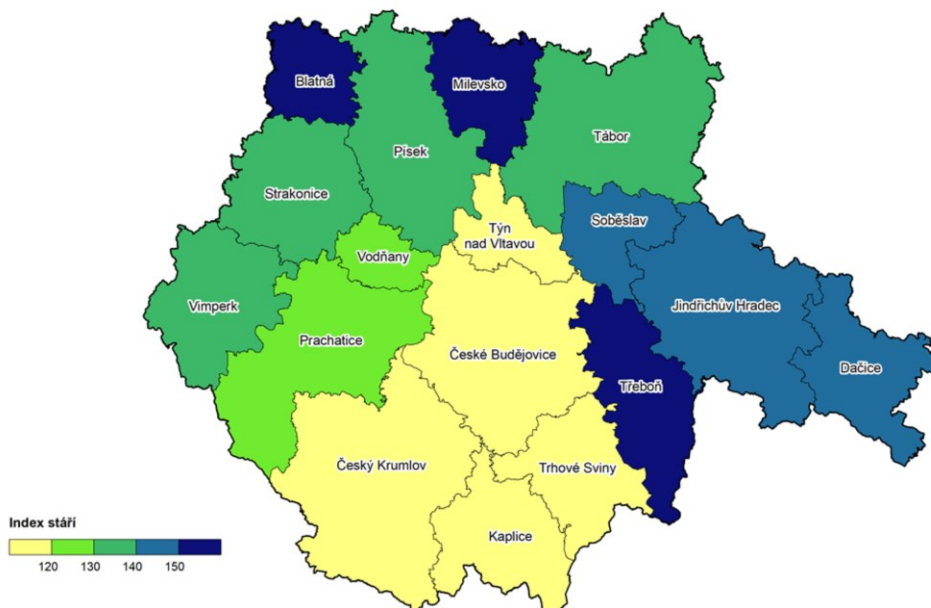 Blatná
Milevsko
Tábor
Písek
Strakonice
Soběslav
Týn
nad Vltavou
Vodňany
Vimperk
Jindřichův Hradec
Prachatice
České Budějovice
Dačice
Třeboň
Český Krumlov
Trhové Sviny
Kaplice
Index stáří
120 130 140 150